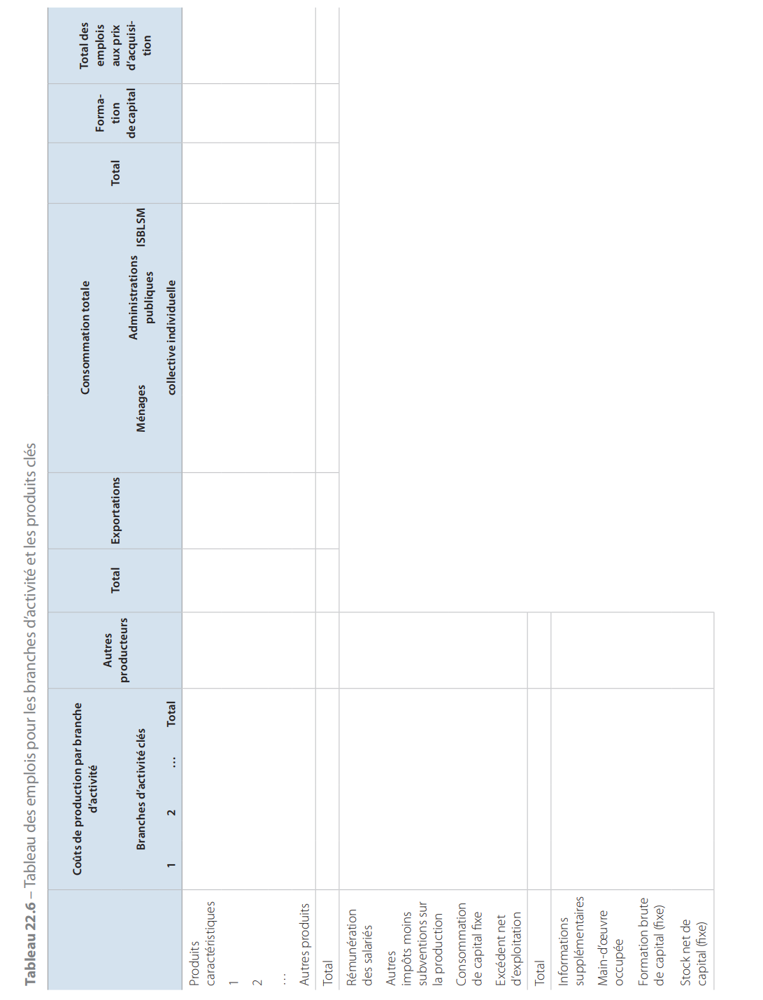 Tableau 22.6 – Tableau des emplois pour les branches d’activité et les produits clés
Coûts de production par branche
d’activité
Autres
producteurs
Total
Exportations
Consommation totale
Total
Forma-
tion
de capital
Total des
emplois
aux prix
d’acquisi-
tion
Branches d’activité clés
Ménages
Administrations
publiques
ISBLSM
1 2 … Total
collective individuelle
Produits
caractéristiques
1
2
…
Autres produits
Total
Rémunération
des salariés
Autres
impôts moins
subventions sur
la production
Consommation
de capital fixe
Excédent net
d’exploitation
Total
Informations
supplémentaires
Main-d’œuvre
occupée
Formation brute
de capital (fixe)
Stock net de
capital (fixe)